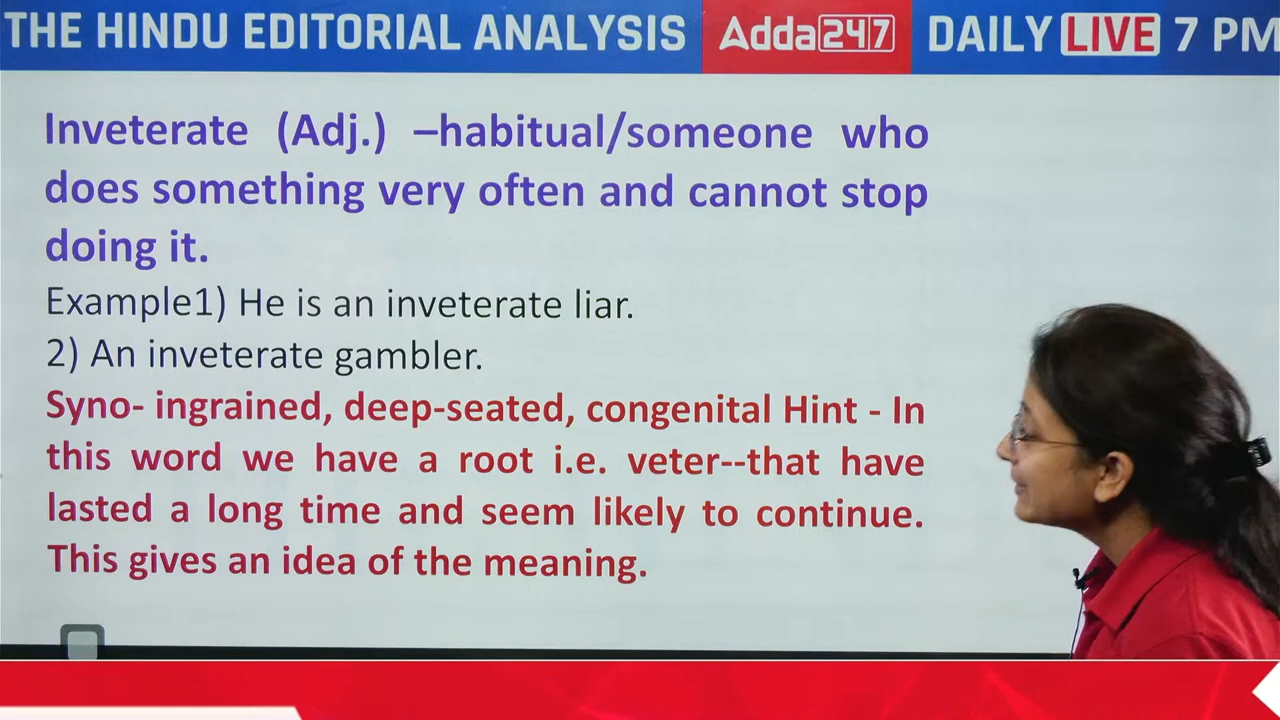 THE HINDU EDITORIAL ANALYSIS Adda247 DAILY LIVE 7 PM
Inveterate (Adj.) –habitual/someone who
does something very often and cannot stop
doing it.
Example1) He is an inveterate liar.
2) An inveterate gambler.
Syno- ingrained, deep-seated, congenital Hint - In
this word we have a root i.e. veter--that have
lasted a long time and seem likely to continue.
This gives an idea of the meaning.